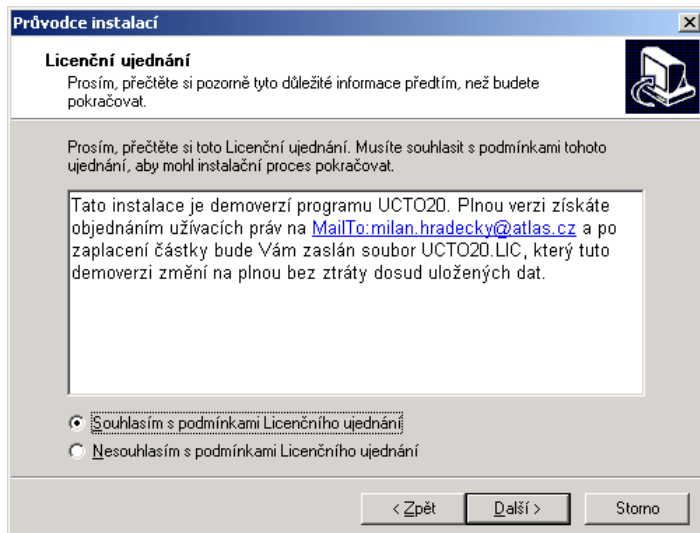 Průvodce instalací
Licenční ujednání
Prosím, přečtěte si pozorně tyto důležité informace předtím, než budete
pokračovat.
Prosím, přečtěte si toto Licenční ujednání. Musíte souhlasit s podmínkami tohoto
ujednání, aby mohl instalační proces pokračovat.
Tato instalace je demoverzí programu UCTO20. Plnou verzi získáte
objednáním užívacích práv na MailTo:milan.hradecky@atlas.cz a po
zaplacení částky bude Vám zaslán soubor UCTO20.LIC, který tuto
demoverzi změní na plnou bez ztráty dosud uložených dat.
Souhlasím s podmínkami Licenčního ujednání
Nesouhlasím s podmínkami Licenčního ujednání
< Zpět
Další >
Storno